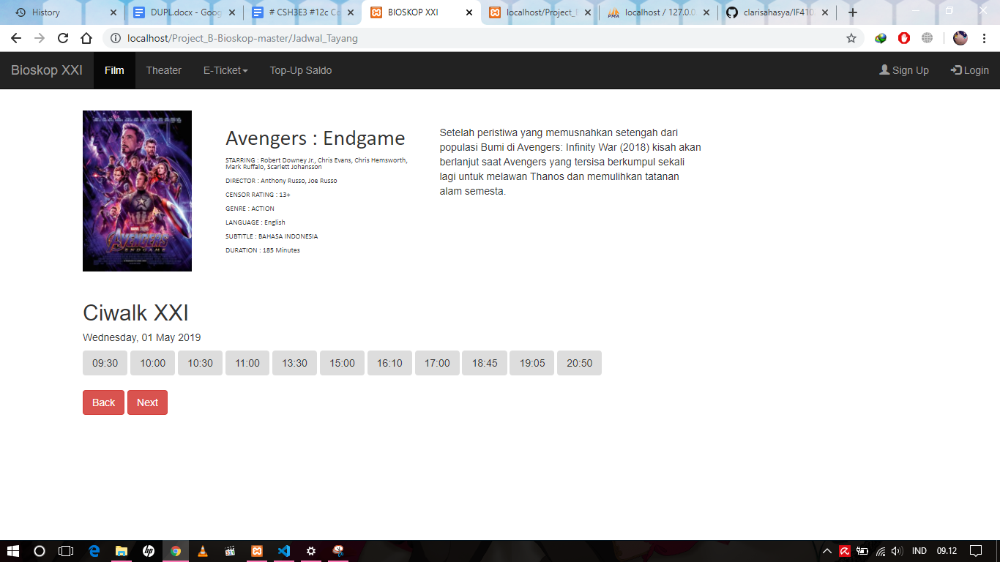 History
DUPL.docx - Goog
# CSH3E3 #12c Co
BIOSKOP XXI
localhost/Project_B
localhost / 127.0.0
clarisahasya/IF410
localhost/Project_B-Bioskop-master/Jadwal_Tayang
Bioskop XXI Film Theater E-Ticket Top-Up Saldo Sign Up Login
Avengers : Endgame
STARRING : Robert Downey Jr., Chris Evans, Chris Hemsworth,
Mark Ruffalo, Scarlett Johansson
DIRECTOR : Anthony Russo, Joe Russo
CENSOR RATING : 13+
GENRE : ACTION
LANGUAGE : English
SUBTITLE : BAHASA INDONESIA
DURATION : 185 Minutes
Setelah peristiwa yang memusnahkan setengah dari
populasi Bumi di Avengers: Infinity War (2018) kisah akan
berlanjut saat Avengers yang tersisa berkumpul sekali
lagi untuk melawan Thanos dan memulihkan tatanan
alam semesta.
AVENGERS
ENDGAME
Ciwalk XXI
Wednesday, 01 May 2019
09:30 10:00 10:30 11:00 13:30 15:00 16:10 17:00 18:45 19:05 20:50
Back Next
IND 09.12